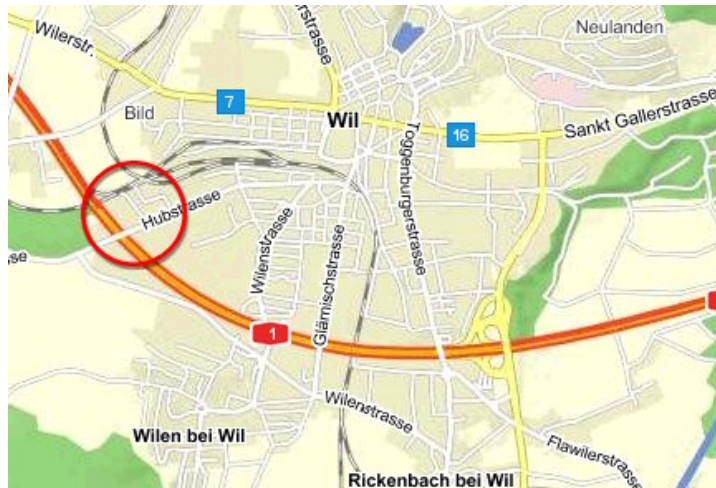 Wilerstr.
Neulanden
Wilerstrasse
7
Bild
Wil
16
Sankt Gallerstrasse
Toggenburgerstrasse
Hubstrasse
Wilenstrasse
Glärnischstrasse
1
Wilenstrasse
Wilen bei Wil
Flawilerstrasse
Rickenbach bei Wil